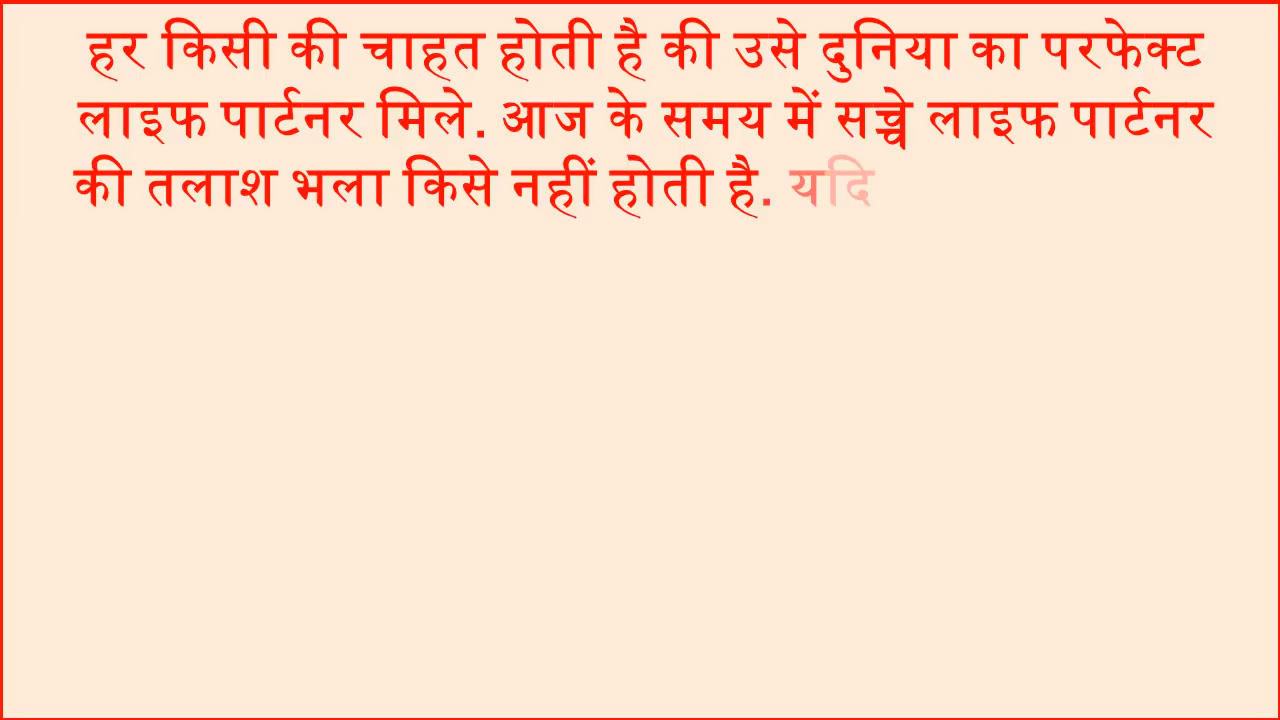 हर किसी की चाहत होती है की उसे दुनिया का परफेक्ट
लाइफ पार्टनर मिले. आज के समय में सच्चे लाइफ पार्टनर
की तलाश भला किसे नहीं होती है. यदि